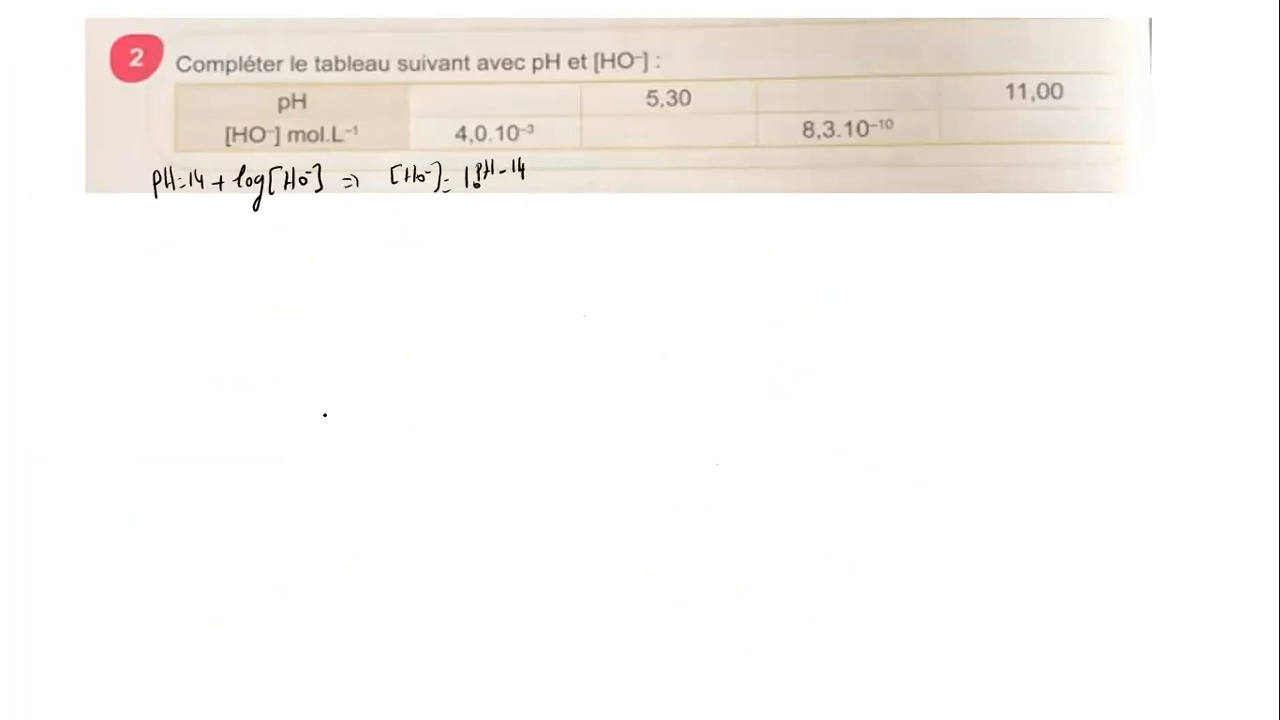 2 Compléter le tableau suivant avec pH et [HO⁻] :
pH 5,30 11,00
[HO⁻] mol.L⁻¹ 4,0.10⁻³ 8,3.10⁻¹⁰
pH=14 + log[Ho⁻] => [Ho⁻]= 10^pH-14